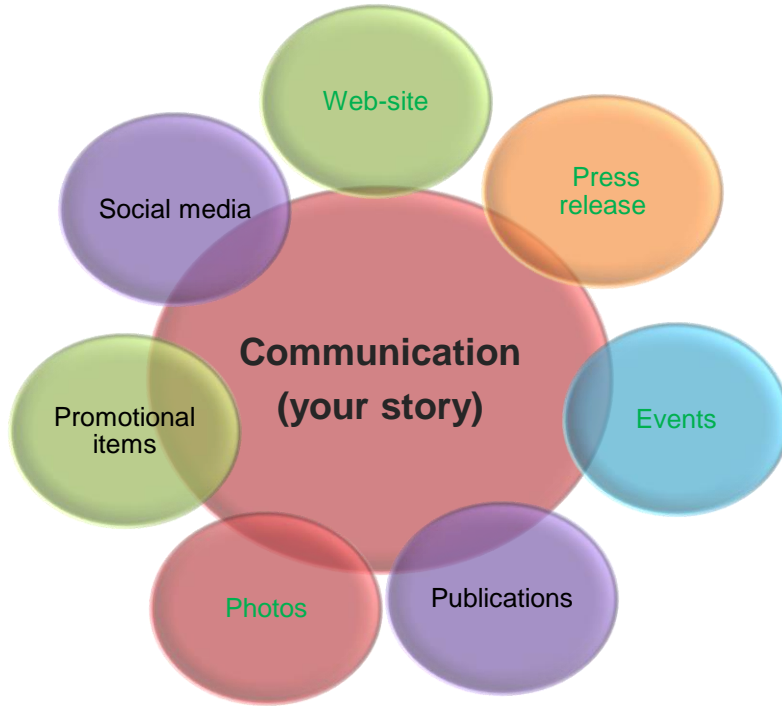 Web-site
Press
release
Social media
Communication
(your story)
Events
Promotional
items
Photos
Publications